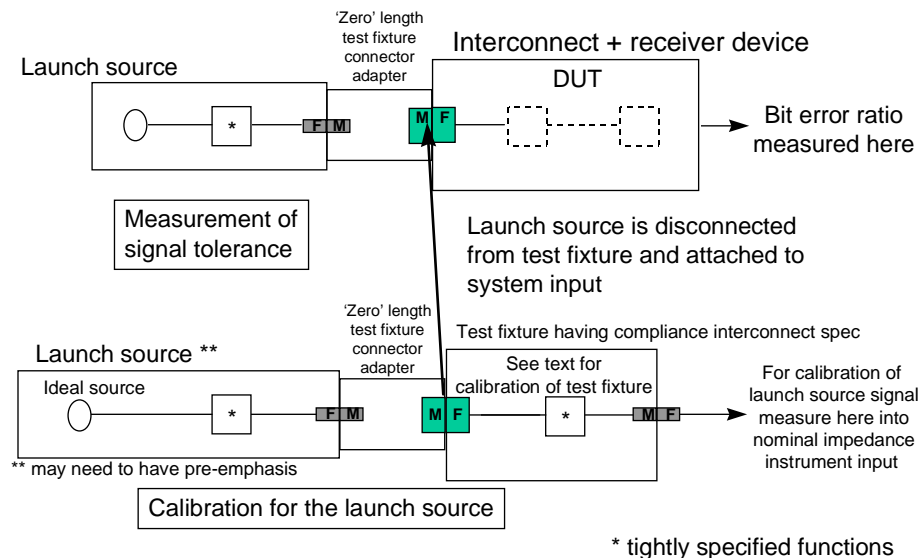 'Zero' length
test fixture
connector
adapter
Interconnect + receiver device
Launch source
DUT
*
F M
M F
Bit error ratio
measured here
Measurement of
signal tolerance
Launch source is disconnected
from test fixture and attached to
system input
'Zero' length
test fixture
connector
adapter
Test fixture having compliance interconnect spec
Launch source **
Ideal source
See text for
calibration of test fixture
For calibration of
launch source signal
measure here into
nominal impedance
instrument input
*
F M
M F
*
M F
** may need to have pre-emphasis
Calibration for the launch source
* tightly specified functions